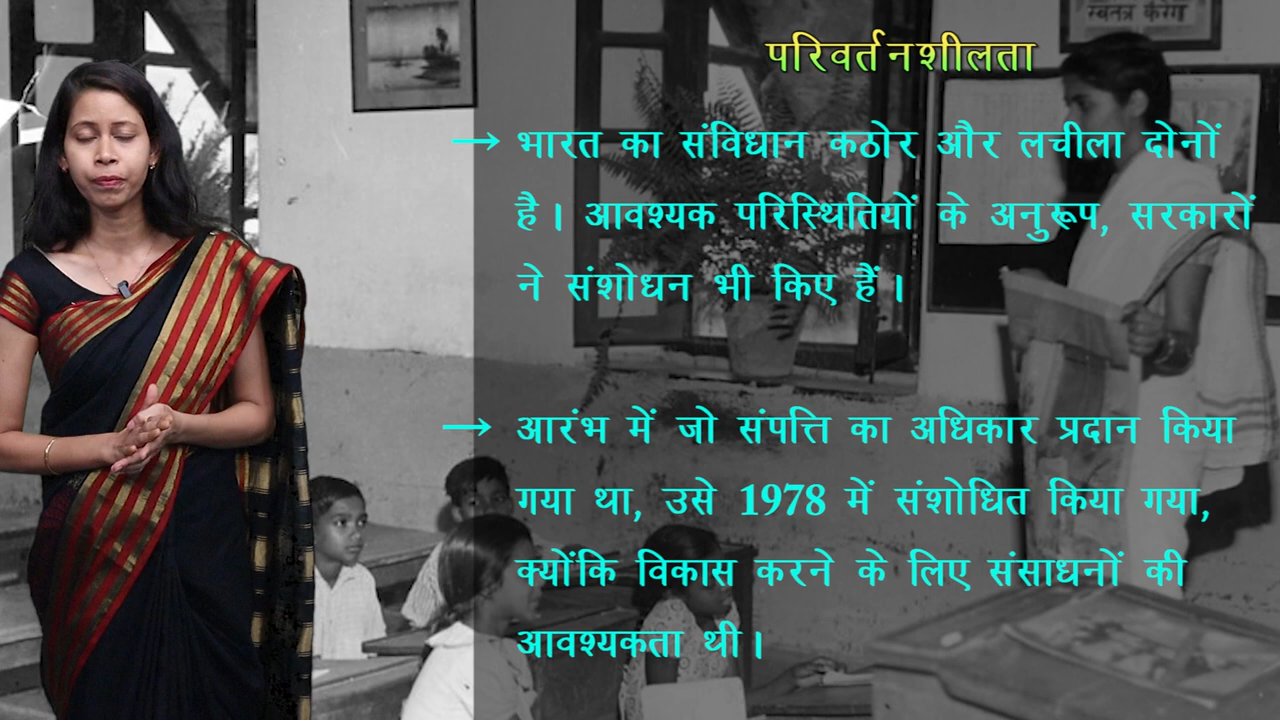 स्वतंत्र
परिवर्तनशीलता
→ भारत का संविधान कठोर और लचीला दोनों
है। आवश्यक परिस्थितियों के अनुरूप, सरकारों
ने संशोधन भी किए हैं।
→ आरंभ में जो संपत्ति का अधिकार प्रदान किया
गया था, उसे 1978 में संशोधित किया गया,
क्योंकि विकास करने के लिए संसाधनों की
आवश्यकता थी।